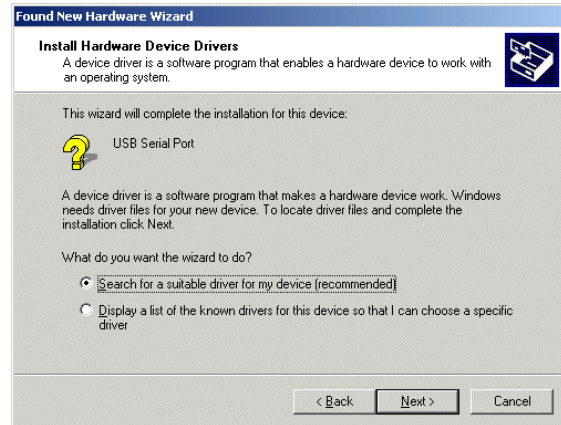 Found New Hardware Wizard
Install Hardware Device Drivers
A device driver is a software program that enables a hardware device to work with
an operating system.
This wizard will complete the installation for this device:
USB Serial Port
A device driver is a software program that makes a hardware device work. Windows
needs driver files for your new device. To locate driver files and complete the
installation click Next.
What do you want the wizard to do?
Search for a suitable driver for my device (recommended)
Display a list of the known drivers for this device so that I can choose a specific
driver
< Back
Next >
Cancel